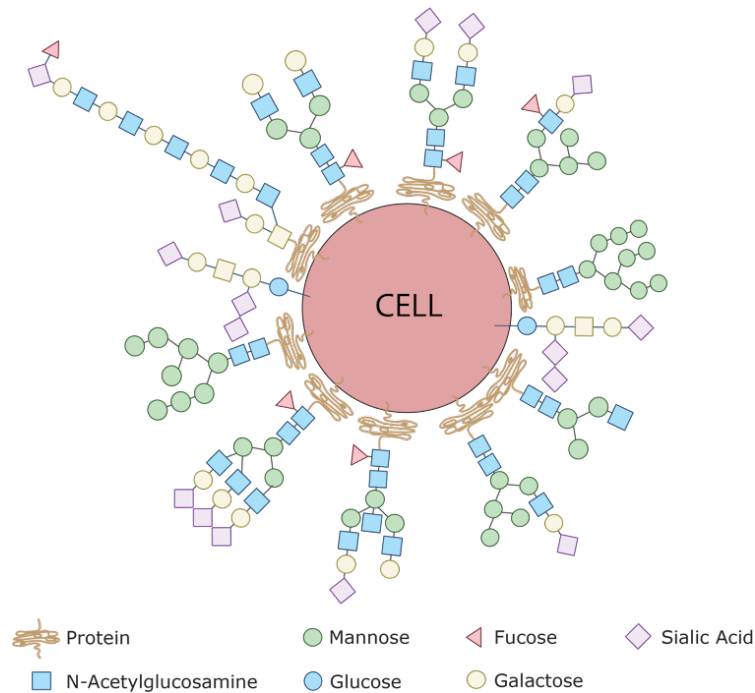 CELL
Protein
Mannose
Fucose
Sialic Acid
N-Acetylglucosamine
Glucose
Galactose